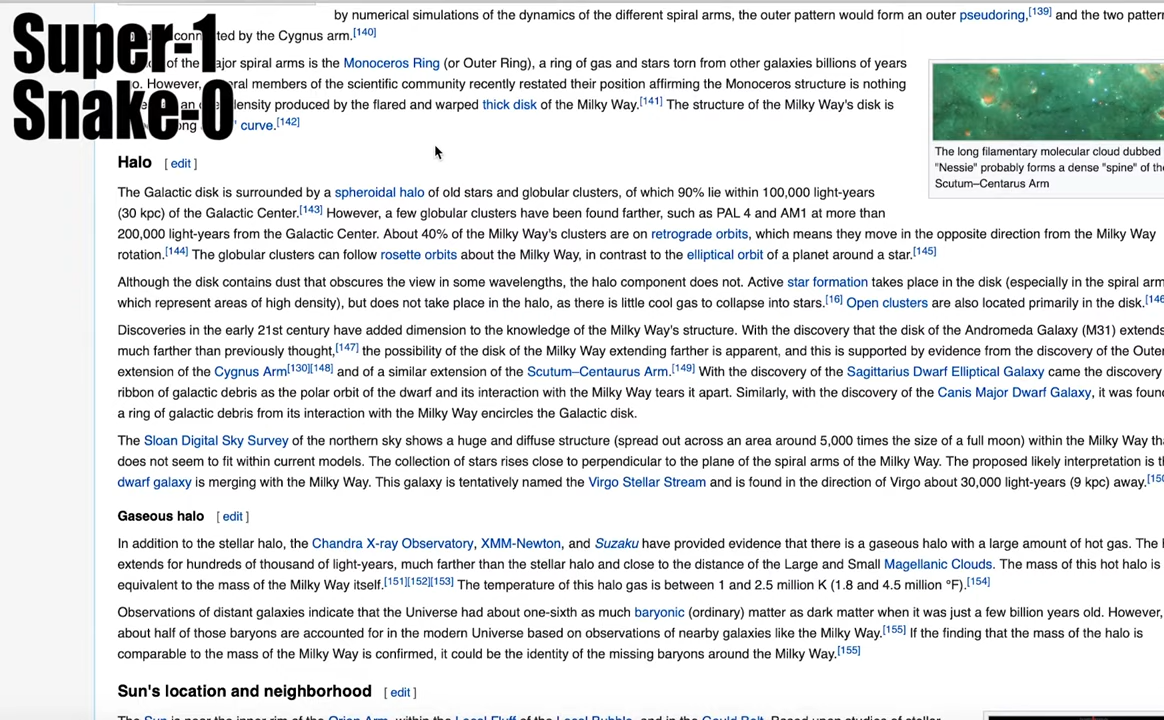 Super-1
Snake-0
by numerical simulations of the dynamics of the different spiral arms, the outer pattern would form an outer pseudoring,[139] and the two pattern
ted by the Cygnus arm.[140]
of the ajor spiral arms is the Monoceros Ring (or Outer Ring), a ring of gas and stars torn from other galaxies billions of years
However, ral members of the scientific community recently restated their position affirming the Monoceros structure is nothing
an density produced by the flared and warped thick disk of the Milky Way.[141] The structure of the Milky Way's disk is
curve.[142]
The long filamentary molecular cloud dubbed
"Nessie" probably forms a dense "spine" of the
Scutum–Centarus Arm
Halo [ edit ]
The Galactic disk is surrounded by a spheroidal halo of old stars and globular clusters, of which 90% lie within 100,000 light-years
(30 kpc) of the Galactic Center.[143] However, a few globular clusters have been found farther, such as PAL 4 and AM1 at more than
200,000 light-years from the Galactic Center. About 40% of the Milky Way's clusters are on retrograde orbits, which means they move in the opposite direction from the Milky Way
rotation.[144] The globular clusters can follow rosette orbits about the Milky Way, in contrast to the elliptical orbit of a planet around a star.[145]
Although the disk contains dust that obscures the view in some wavelengths, the halo component does not. Active star formation takes place in the disk (especially in the spiral arm
which represent areas of high density), but does not take place in the halo, as there is little cool gas to collapse into stars.[16] Open clusters are also located primarily in the disk.[146
Discoveries in the early 21st century have added dimension to the knowledge of the Milky Way's structure. With the discovery that the disk of the Andromeda Galaxy (M31) extends
much farther than previously thought,[147] the possibility of the disk of the Milky Way extending farther is apparent, and this is supported by evidence from the discovery of the Outer
extension of the Cygnus Arm[130][148] and of a similar extension of the Scutum–Centaurus Arm.[149] With the discovery of the Sagittarius Dwarf Elliptical Galaxy came the discovery
ribbon of galactic debris as the polar orbit of the dwarf and its interaction with the Milky Way tears it apart. Similarly, with the discovery of the Canis Major Dwarf Galaxy, it was foun
a ring of galactic debris from its interaction with the Milky Way encircles the Galactic disk.
The Sloan Digital Sky Survey of the northern sky shows a huge and diffuse structure (spread out across an area around 5,000 times the size of a full moon) within the Milky Way tha
does not seem to fit within current models. The collection of stars rises close to perpendicular to the plane of the spiral arms of the Milky Way. The proposed likely interpretation is th
dwarf galaxy is merging with the Milky Way. This galaxy is tentatively named the Virgo Stellar Stream and is found in the direction of Virgo about 30,000 light-years (9 kpc) away.[150
Gaseous halo [ edit ]
In addition to the stellar halo, the Chandra X-ray Observatory, XMM-Newton, and Suzaku have provided evidence that there is a gaseous halo with a large amount of hot gas. The h
extends for hundreds of thousand of light-years, much farther than the stellar halo and close to the distance of the Large and Small Magellanic Clouds. The mass of this hot halo is
equivalent to the mass of the Milky Way itself.[151][152][153] The temperature of this halo gas is between 1 and 2.5 million K (1.8 and 4.5 million °F).[154]
Observations of distant galaxies indicate that the Universe had about one-sixth as much baryonic (ordinary) matter as dark matter when it was just a few billion years old. However,
about half of those baryons are accounted for in the modern Universe based on observations of nearby galaxies like the Milky Way.[155] If the finding that the mass of the halo is
comparable to the mass of the Milky Way is confirmed, it could be the identity of the missing baryons around the Milky Way.[155]
Sun's location and neighborhood [ edit ]
The Sun is near the inner rim of the Orion Arm, within the Local Fluff of the Local Bubble, and in the Gould Belt. Based upon studies of stellar